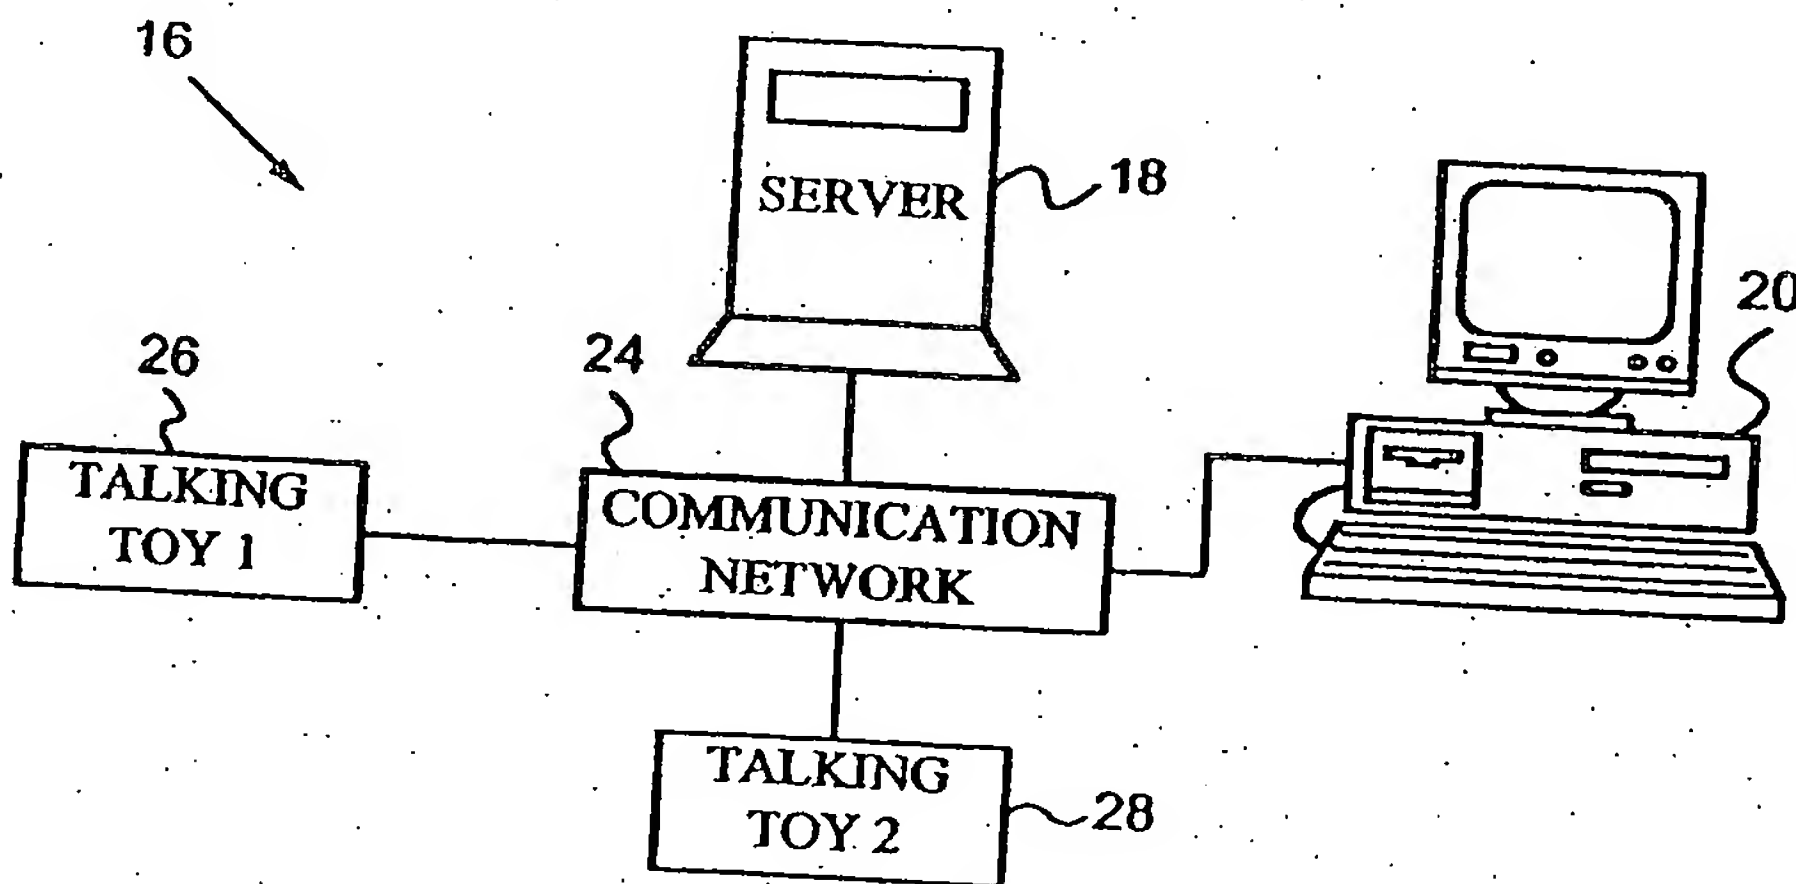 16
SERVER
18
20
26
24
TALKING
TOY 1
COMMUNICATION
NETWORK
TALKING
TOY 2
28